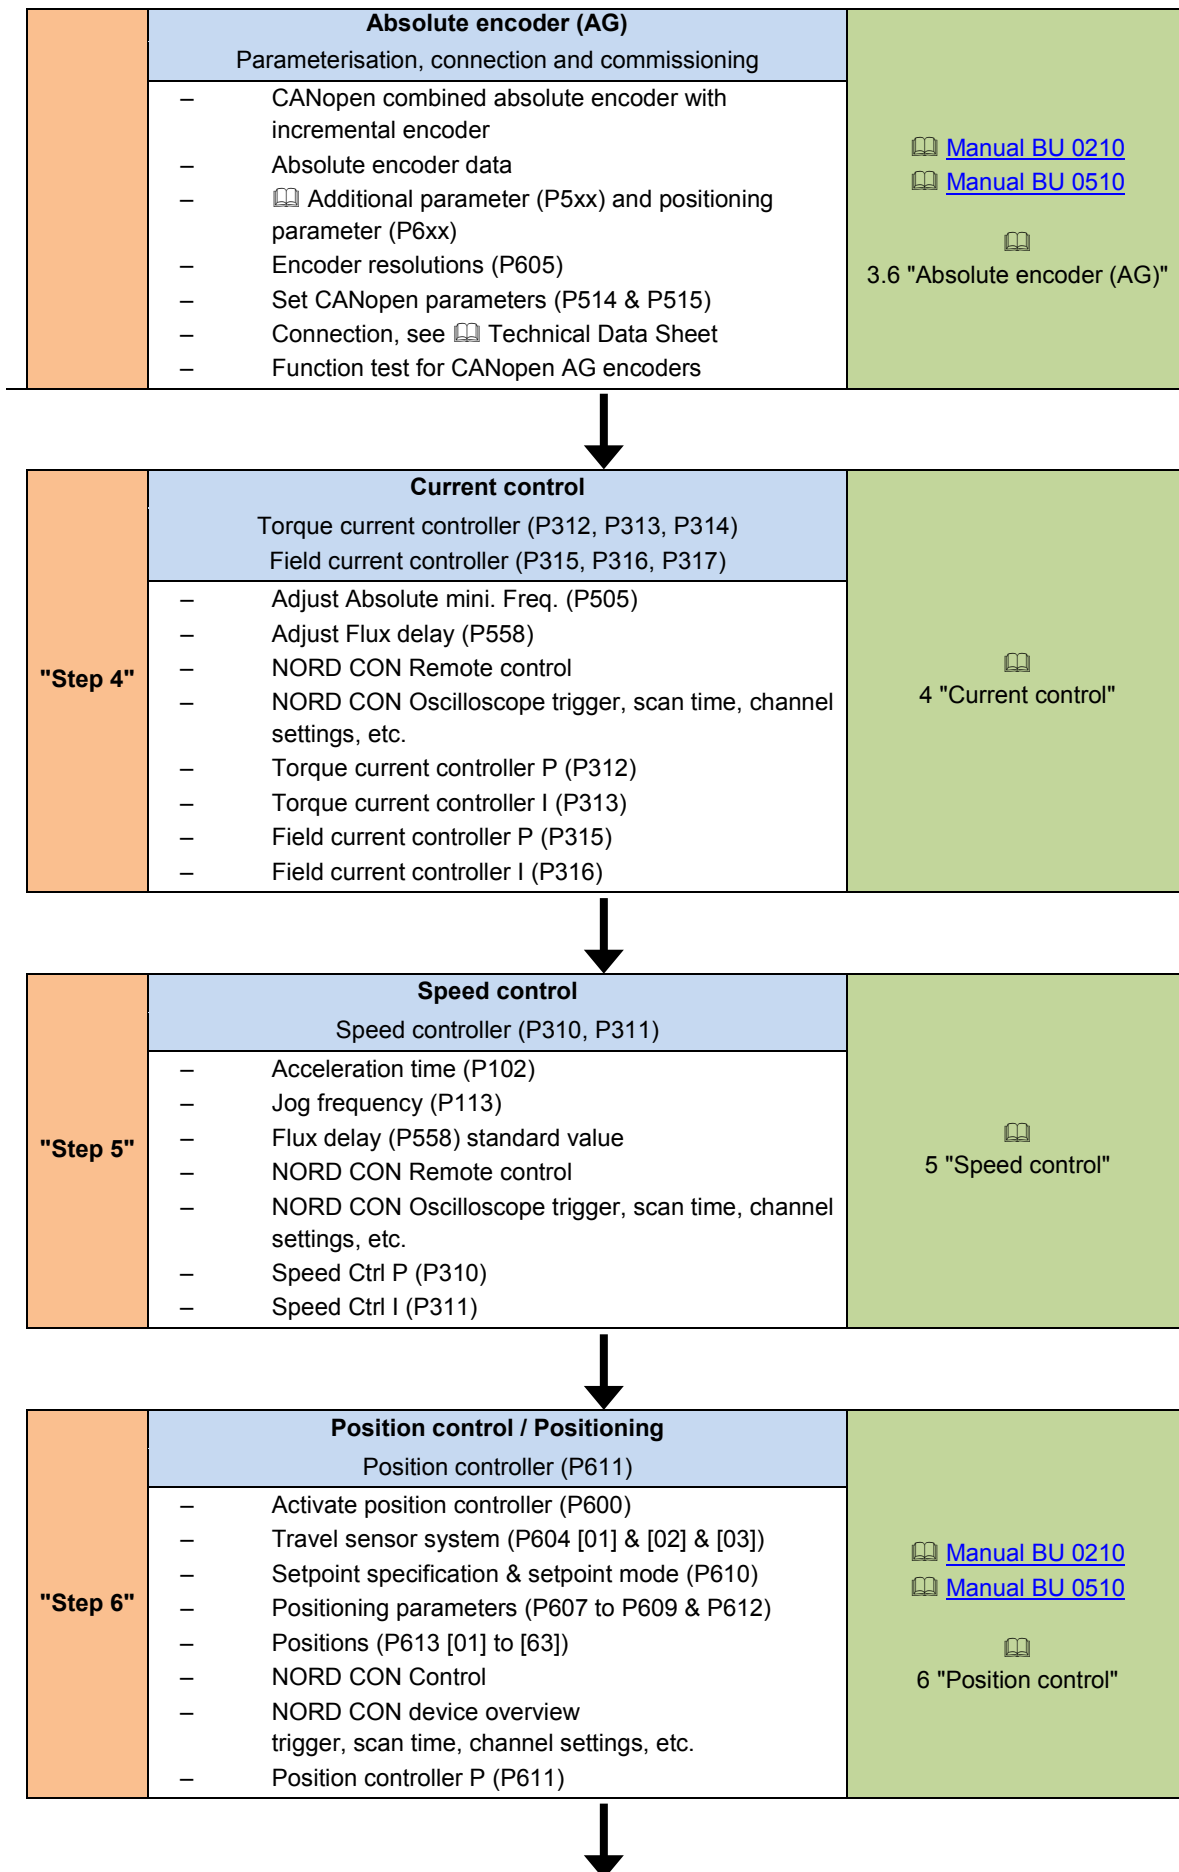 Absolute encoder (AG)
Parameterisation, connection and commissioning
– CANopen combined absolute encoder with
incremental encoder
– Absolute encoder data
– 🕮 Additional parameter (P5xx) and positioning
parameter (P6xx)
– Encoder resolutions (P605)
– Set CANopen parameters (P514 & P515)
– Connection, see 🕮 Technical Data Sheet
– Function test for CANopen AG encoders
🕮 Manual BU 0210
🕮 Manual BU 0510
🕮
3.6 "Absolute encoder (AG)"
"Step 4"
Current control
Torque current controller (P312, P313, P314)
Field current controller (P315, P316, P317)
– Adjust Absolute mini. Freq. (P505)
– Adjust Flux delay (P558)
– NORD CON Remote control
– NORD CON Oscilloscope trigger, scan time, channel
settings, etc.
– Torque current controller P (P312)
– Torque current controller I (P313)
– Field current controller P (P315)
– Field current controller I (P316)
🕮
4 "Current control"
"Step 5"
Speed control
Speed controller (P310, P311)
– Acceleration time (P102)
– Jog frequency (P113)
– Flux delay (P558) standard value
– NORD CON Remote control
– NORD CON Oscilloscope trigger, scan time, channel
settings, etc.
– Speed Ctrl P (P310)
– Speed Ctrl I (P311)
🕮
5 "Speed control"
"Step 6"
Position control / Positioning
Position controller (P611)
– Activate position controller (P600)
– Travel sensor system (P604 [01] & [02] & [03])
– Setpoint specification & setpoint mode (P610)
– Positioning parameters (P607 to P609 & P612)
– Positions (P613 [01] to [63])
– NORD CON Control
– NORD CON device overview
trigger, scan time, channel settings, etc.
– Position controller P (P611)
🕮 Manual BU 0210
🕮 Manual BU 0510
🕮
6 "Position control"